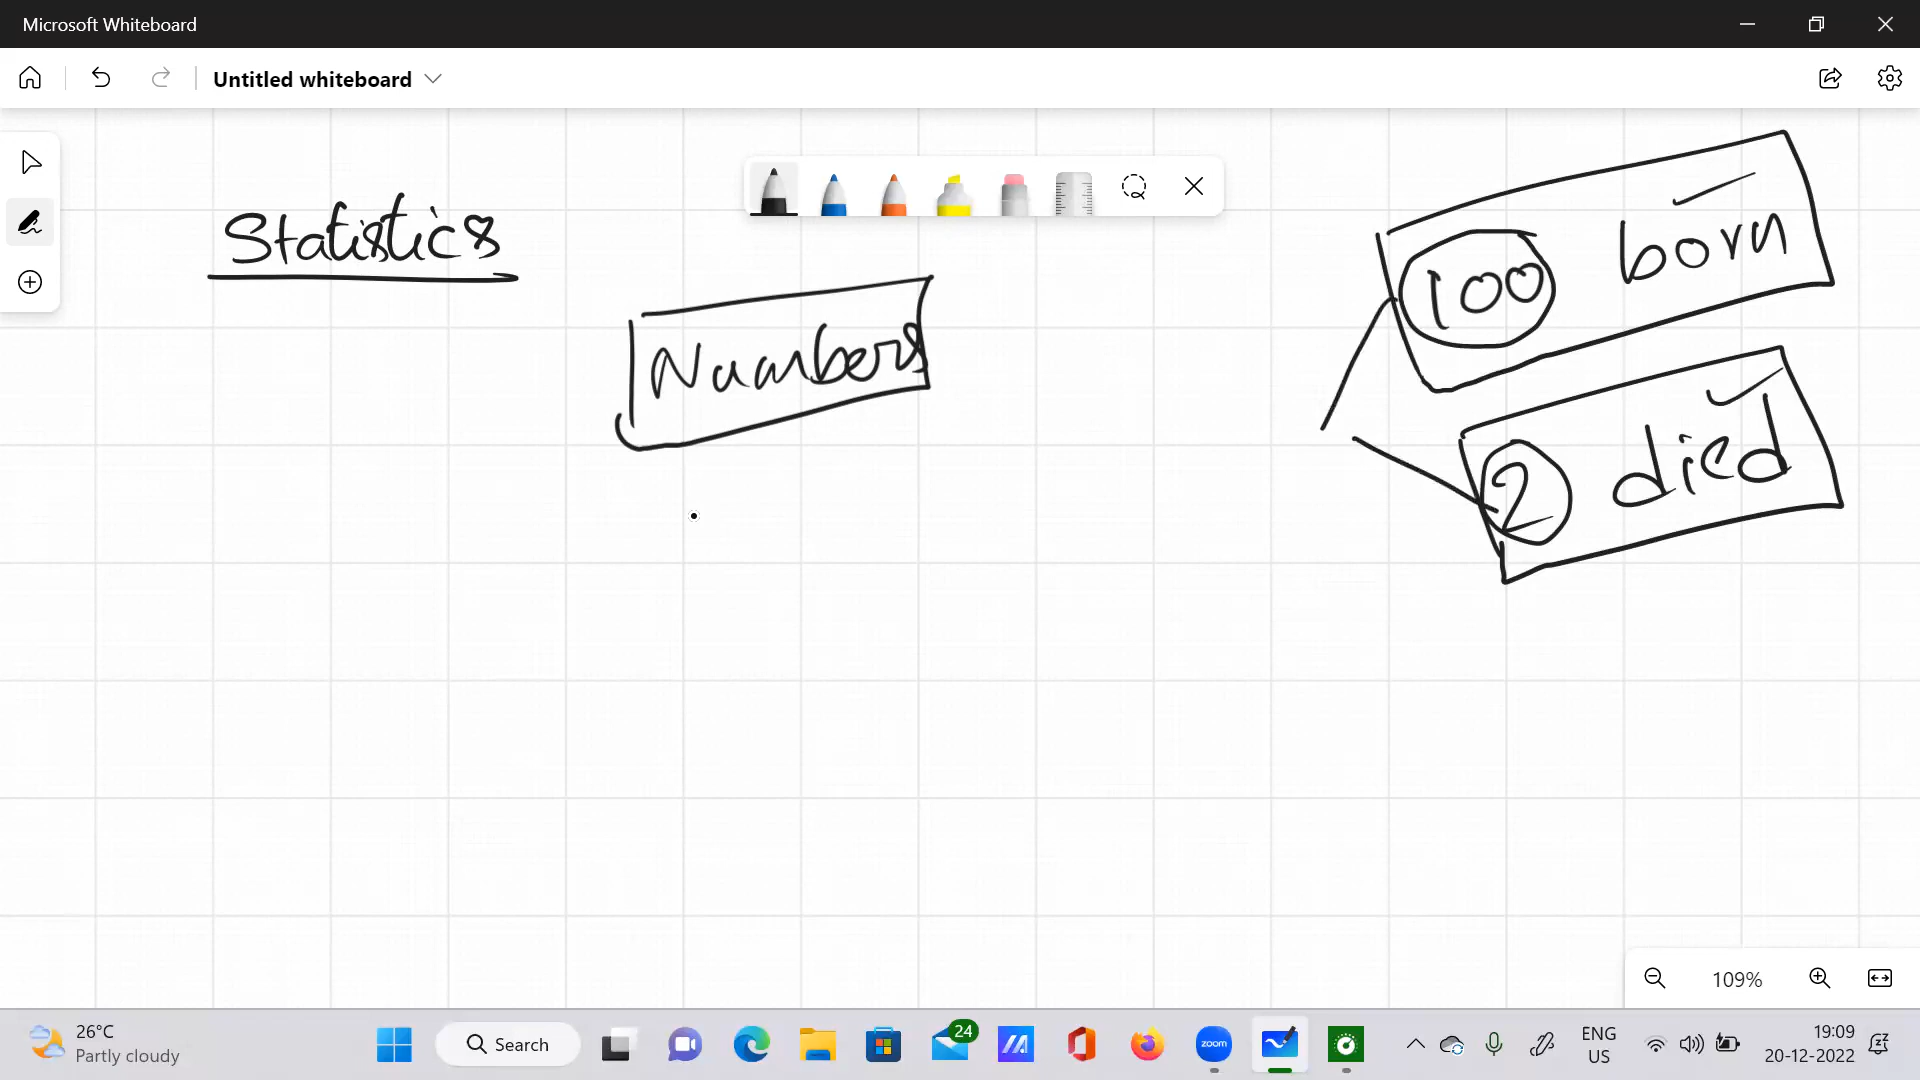 Microsoft Whiteboard
Untitled whiteboard
Statistics
Numbers
100 born
2 died
109%
26°C
Partly cloudy
Search
24
zoom
ENG
US
19:09
20-12-2022